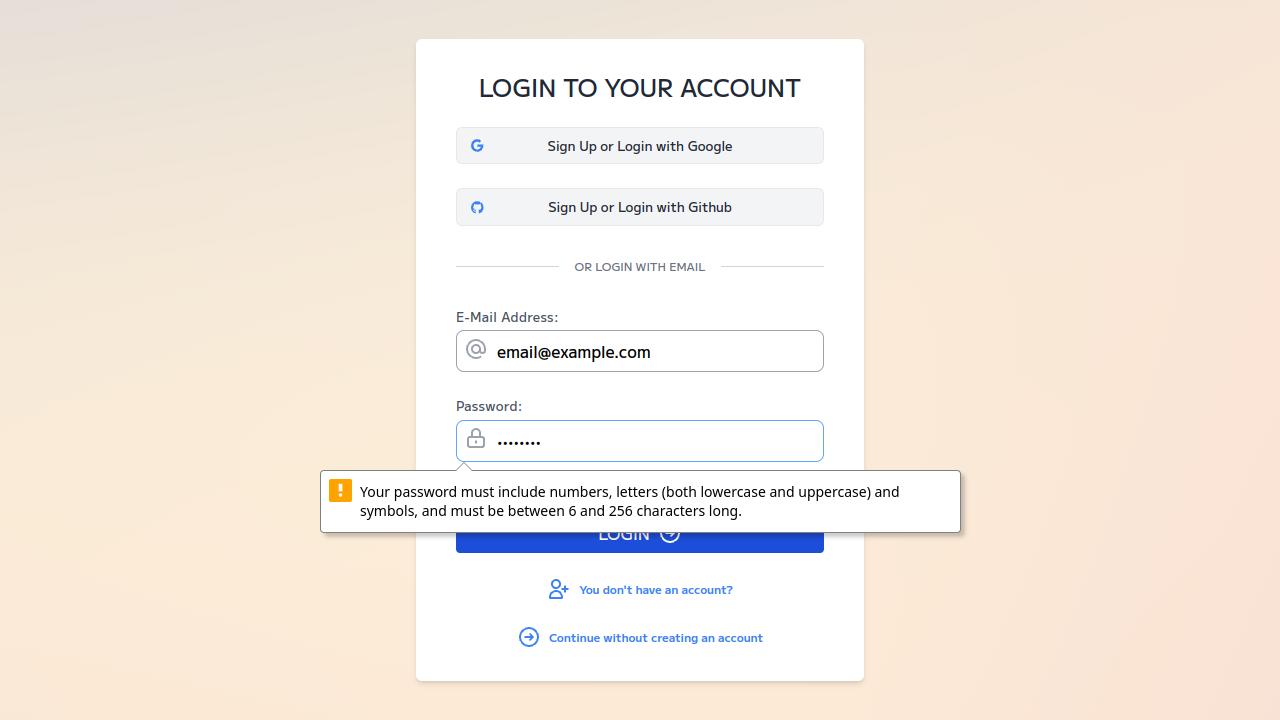 LOGIN TO YOUR ACCOUNT
Sign Up or Login with Google
Sign Up or Login with Github
OR LOGIN WITH EMAIL
E-Mail Address:
email@example.com
Password:
••••••••
Your password must include numbers, letters (both lowercase and uppercase) and
symbols, and must be between 6 and 256 characters long.
LOGIN
You don't have an account?
Continue without creating an account